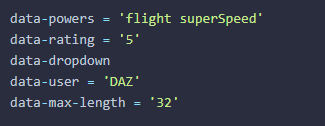 data-powers = 'flight superSpeed'
data-rating = '5'
data-dropdown
data-user = 'DAZ'
data-max-length = '32'